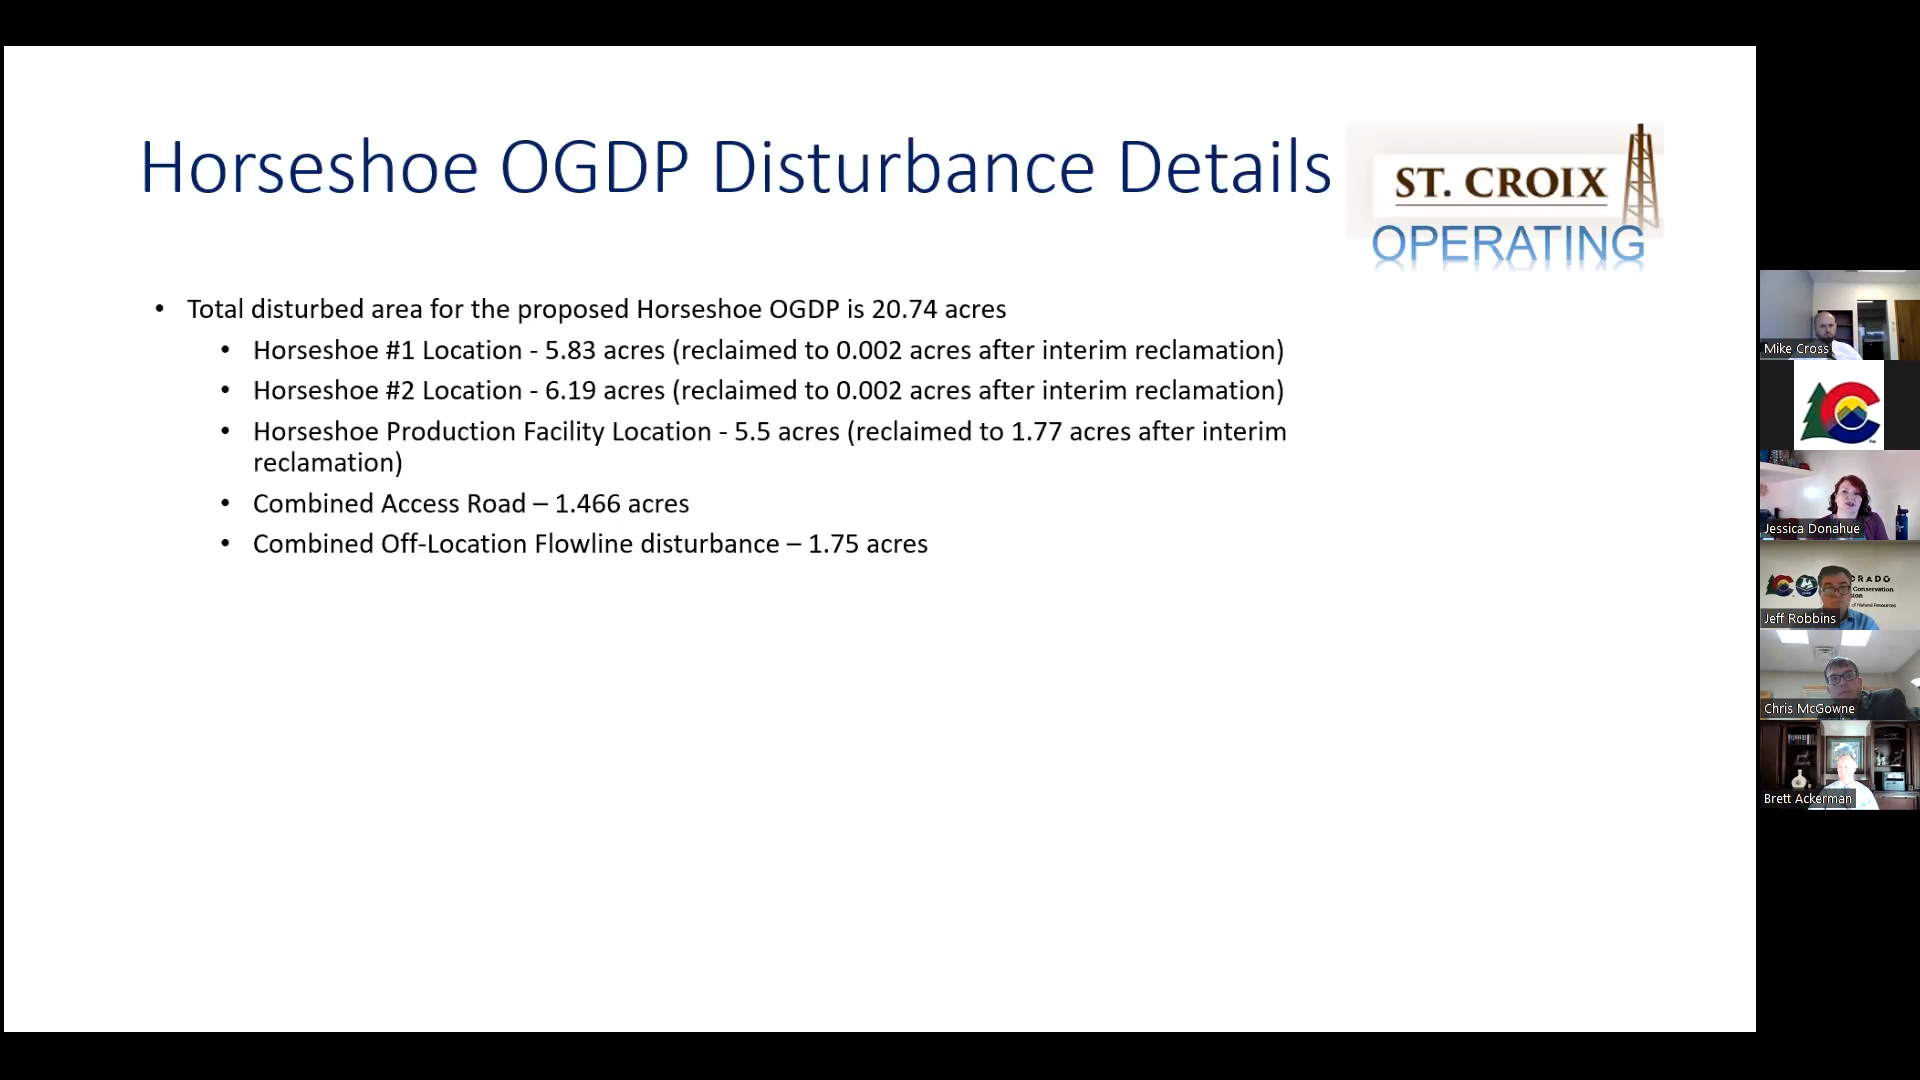 Horseshoe OGDP Disturbance Details
ST. CROIX
OPERATING
• Total disturbed area for the proposed Horseshoe OGDP is 20.74 acres
• Horseshoe #1 Location - 5.83 acres (reclaimed to 0.002 acres after interim reclamation)
• Horseshoe #2 Location - 6.19 acres (reclaimed to 0.002 acres after interim reclamation)
• Horseshoe Production Facility Location - 5.5 acres (reclaimed to 1.77 acres after interim
reclamation)
• Combined Access Road – 1.466 acres
• Combined Off-Location Flowline disturbance – 1.75 acres
Mike Cross
Jessica Donahue
Conservation
of Natural Resources
Jeff Robbins
Chris McGowne
Brett Ackerman